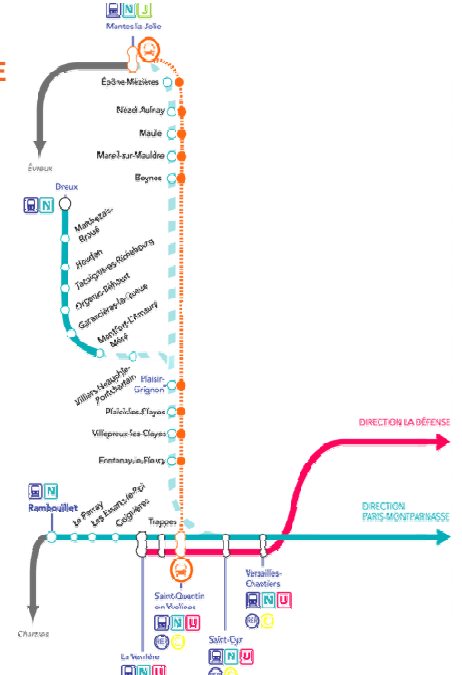 N J
Mantes-la-Jolie
E
Épône-Mézières
Nézel-Aulnay
Maule
Mareil-sur-Mauldre
Beynes
Évreux
Dreux
N
Marchezais-
Broué
Houdan
Tacoignières-Richebourg
Orgerus-Béhoust
Garancières-La-Queue
Montfort-l'Amaury
Méré
Villiers-Neauphle-
Pontchartrain
Plaisir-
Grignon
Plaisir-les-Clayes
Villepreux-les-Clayes
Fontenay-le-Fleury
DIRECTION LA DÉFENSE
N
Rambouillet
Le Perray
Les Essarts-le-Roi
Coignières
Trappes
DIRECTION
PARIS-MONTPARNASSE
Versailles-
Chantiers
N U
RER C
Saint-Quentin
en-Yvelines
N U
RER C
Saint-Cyr
N U
Chartres
La Verrière
N U